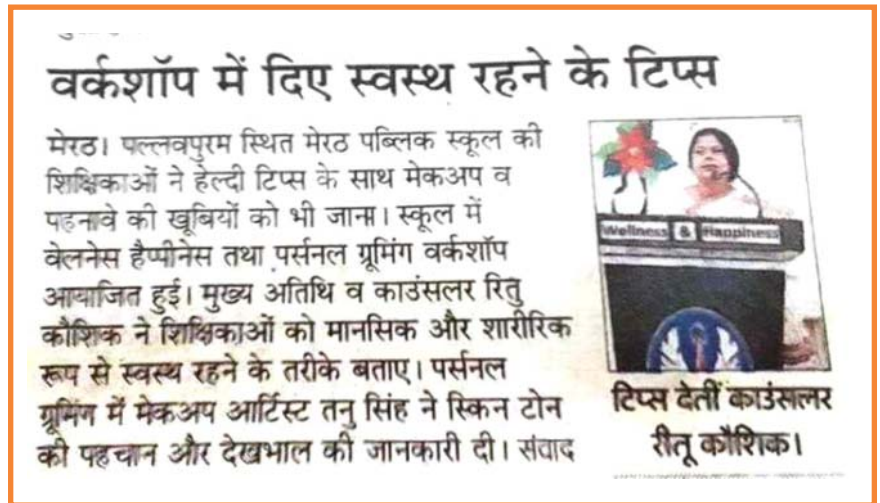 वर्कशॉप में दिए स्वस्थ रहने के टिप्स
मेरठ। पल्लवपुरम स्थित मेरठ पब्लिक स्कूल की
शिक्षिकाओं ने हेल्दी टिप्स के साथ मेकअप व
पहनावे की खूबियों को भी जाना। स्कूल में
वेलनेस हैप्पीनेस तथा पर्सनल ग्रूमिंग वर्कशॉप
आयाजित हुई। मुख्य अतिथि व काउंसलर रितु
कौशिक ने शिक्षिकाओं को मानसिक और शारीरिक
रूप से स्वस्थ रहने के तरीके बताए। पर्सनल
ग्रूमिंग में मेकअप आर्टिस्ट तनु सिंह ने स्किन टोन
की पहचान और देखभाल की जानकारी दी। संवाद
Wellness & Happiness
टिप्स देतीं काउंसलर
रीतू कौशिक।